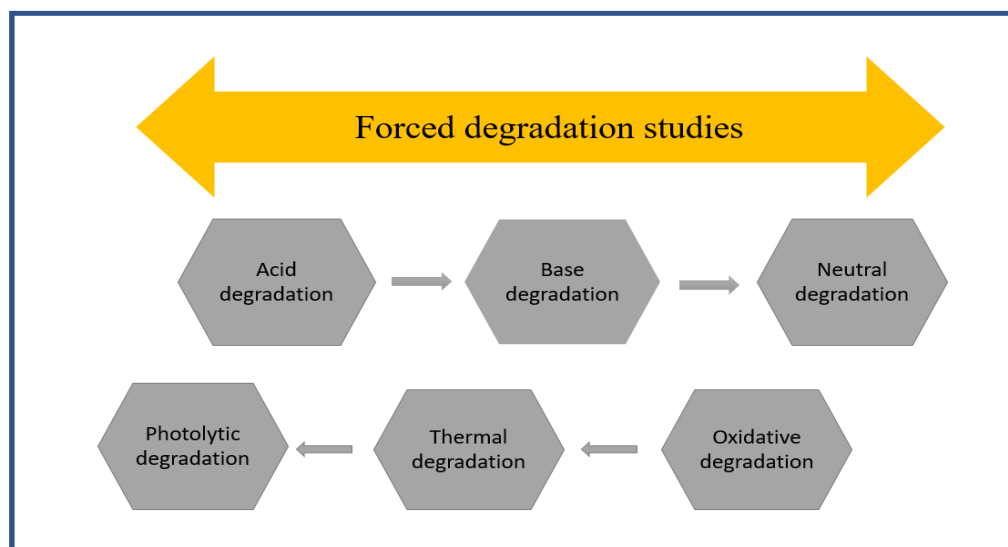 Forced degradation studies
Acid
degradation
Base
degradation
Neutral
degradation
Photolytic
degradation
Thermal
degradation
Oxidative
degradation